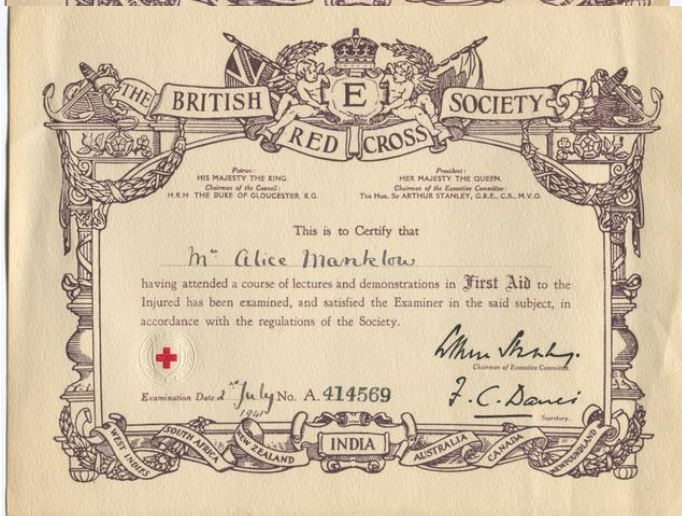 THE BRITISH RED CROSS SOCIETY
E I
Patron:
HIS MAJESTY THE KING.
Chairman of the Council:
H.R.H THE DUKE OF GLOUCESTER. K.G.
President:
HER MAJESTY THE QUEEN.
Chairman of the Executive Committee:
The Hon. Sir ARTHUR STANLEY, G.B.E., C.B., M.V.O.
This is to Certify that
Mrs Alice Manklow
having attended a course of lectures and demonstrations in First Aid to the
Injured has been examined, and satisfied the Examiner in the said subject, in
accordance with the regulations of the Society.
Arthur Stanley.
Chairman of Executive Committee.
Examination Date 2nd July 1941 No. A.414569
F. C. Davies
Secretary.
WEST INDIES SOUTH AFRICA NEW ZEALAND INDIA AUSTRALIA CANADA NEWFOUNDLAND